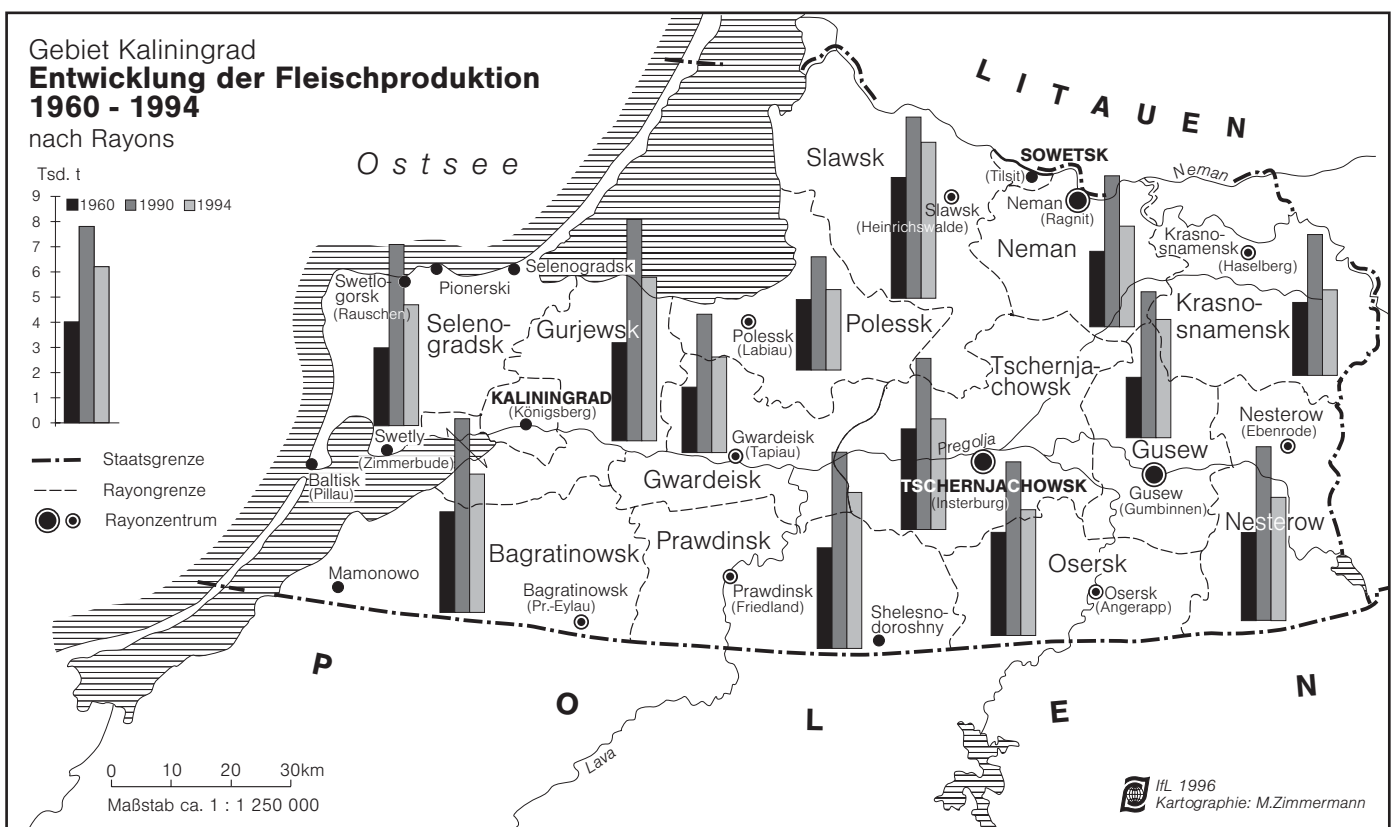 Gebiet Kaliningrad
Entwicklung der Fleischproduktion
1960 - 1994
nach Rayons
Tsd. t
9
8
7
6
5
4
3
2
1
0
1960 1990 1994
Staatsgrenze
Rayongrenze
Rayonzentrum
Ostsee
LITAUEN
Slawsk
Slawsk
(Heinrichswalde)
SOWETSK
(Tilsit)
Neman
(Ragnit)
Neman
Neman
Krasno-
snamensk
(Haselberg)
Krasno-
snamensk
Swetlo-
gorsk
(Rauschen)
Pionerski
Selenogradsk
Seleno-
gradsk
Gurjewsk
Polessk
(Labiau)
Polessk
Tschernja-
chowsk
KALININGRAD
(Königsberg)
Swetly
(Zimmerbude)
Baltisk
(Pillau)
Gwardeisk
(Tapiau)
Gwardeisk
Pregolja
TSCHERNJACHOWSK
(Insterburg)
Gusew
Gusew
(Gumbinnen)
Nesterow
(Ebenrode)
Nesterow
Mamonowo
Bagratinowsk
Bagratinowsk
(Pr.-Eylau)
Prawdinsk
Prawdinsk
(Friedland)
Shelesno-
doroshny
Osersk
Osersk
(Angerapp)
POLEN
Lava
0 10 20 30km
Maßstab ca. 1 : 1 250 000
IfL 1996
Kartographie: M.Zimmermann